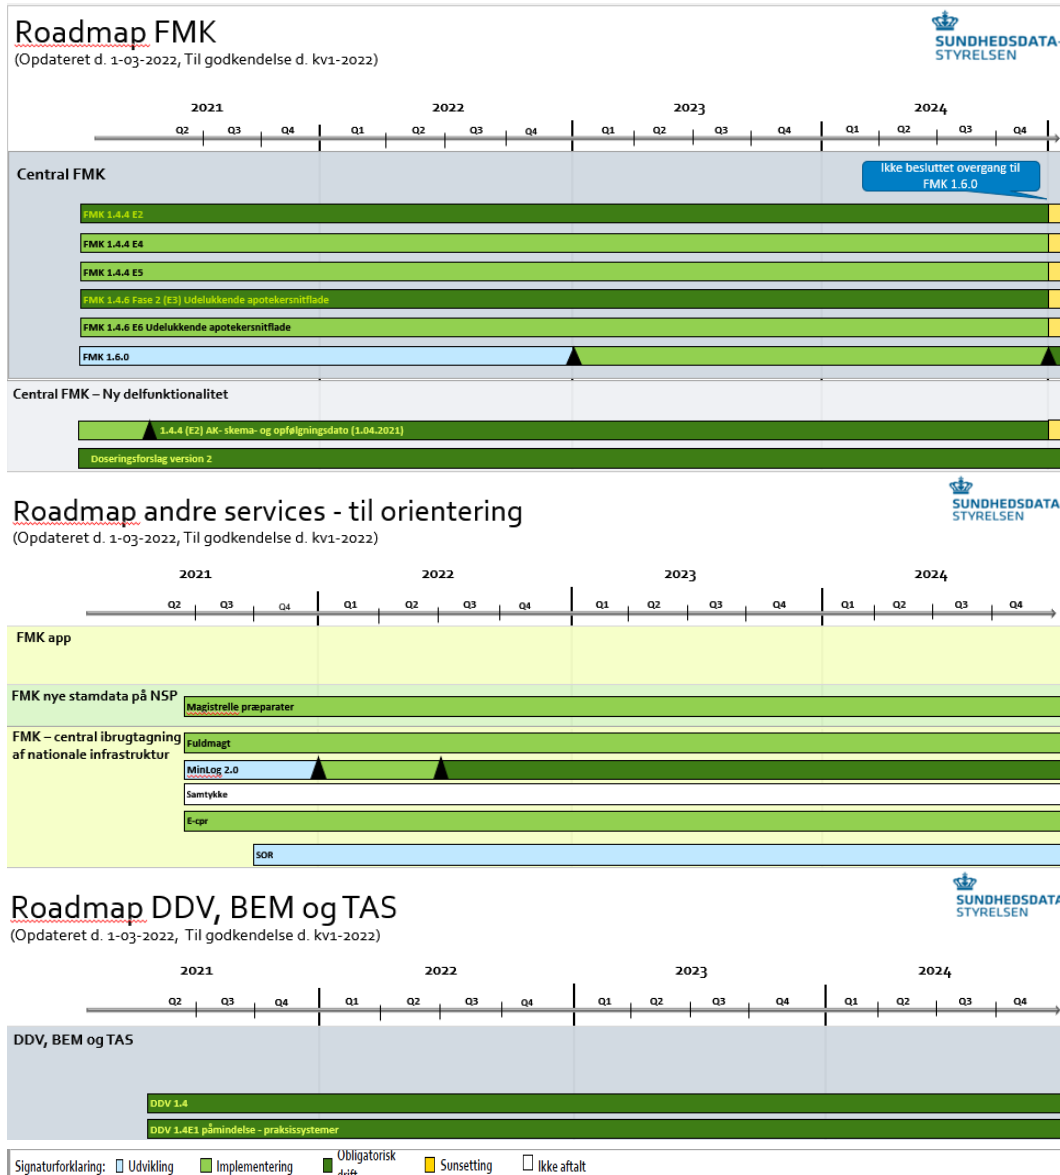 Roadmap FMK
(Opdateret d. 1-03-2022, Til godkendelse d. kv1-2022)
SUNDHEDSDATA-
STYRELSEN
2021 2022 2023 2024
Q2 Q3 Q4 Q1 Q2 Q3 Q4 Q1 Q2 Q3 Q4 Q1 Q2 Q3 Q4
Central FMK
Ikke besluttet overgang til
FMK 1.6.0
FMK 1.4.4 E2
FMK 1.4.4 E4
FMK 1.4.4 E5
FMK 1.4.6 Fase 2 (E3) Udelukkende apotekersnitflade
FMK 1.4.6 E6 Udelukkende apotekersnitflade
FMK 1.6.0
Central FMK – Ny delfunktionalitet
1.4.4 (E2) AK- skema- og opfølgningsdato (1.04.2021)
Doseringsforslag version 2
Roadmap andre services - til orientering
(Opdateret d. 1-03-2022, Til godkendelse d. kv1-2022)
SUNDHEDSDATA
STYRELSEN
2021 2022 2023 2024
Q2 Q3 Q4 Q1 Q2 Q3 Q4 Q1 Q2 Q3 Q4 Q1 Q2 Q3 Q4
FMK app
FMK nye stamdata på NSP
Magistrelle præparater
FMK – central ibrugtagning
af nationale infrastruktur
Fuldmagt
MinLog 2.0
Samtykke
E-cpr
SOR
Roadmap DDV, BEM og TAS
(Opdateret d. 1-03-2022, Til godkendelse d. kv1-2022)
SUNDHEDSDATA
STYRELSEN
2021 2022 2023 2024
Q2 Q3 Q4 Q1 Q2 Q3 Q4 Q1 Q2 Q3 Q4 Q1 Q2 Q3 Q4
DDV, BEM og TAS
DDV 1.4
DDV 1.4E1 påmindelse - praksissystemer
Signaturforklaring: Udvikling Implementering Obligatorisk drift Sunsetting Ikke aftalt